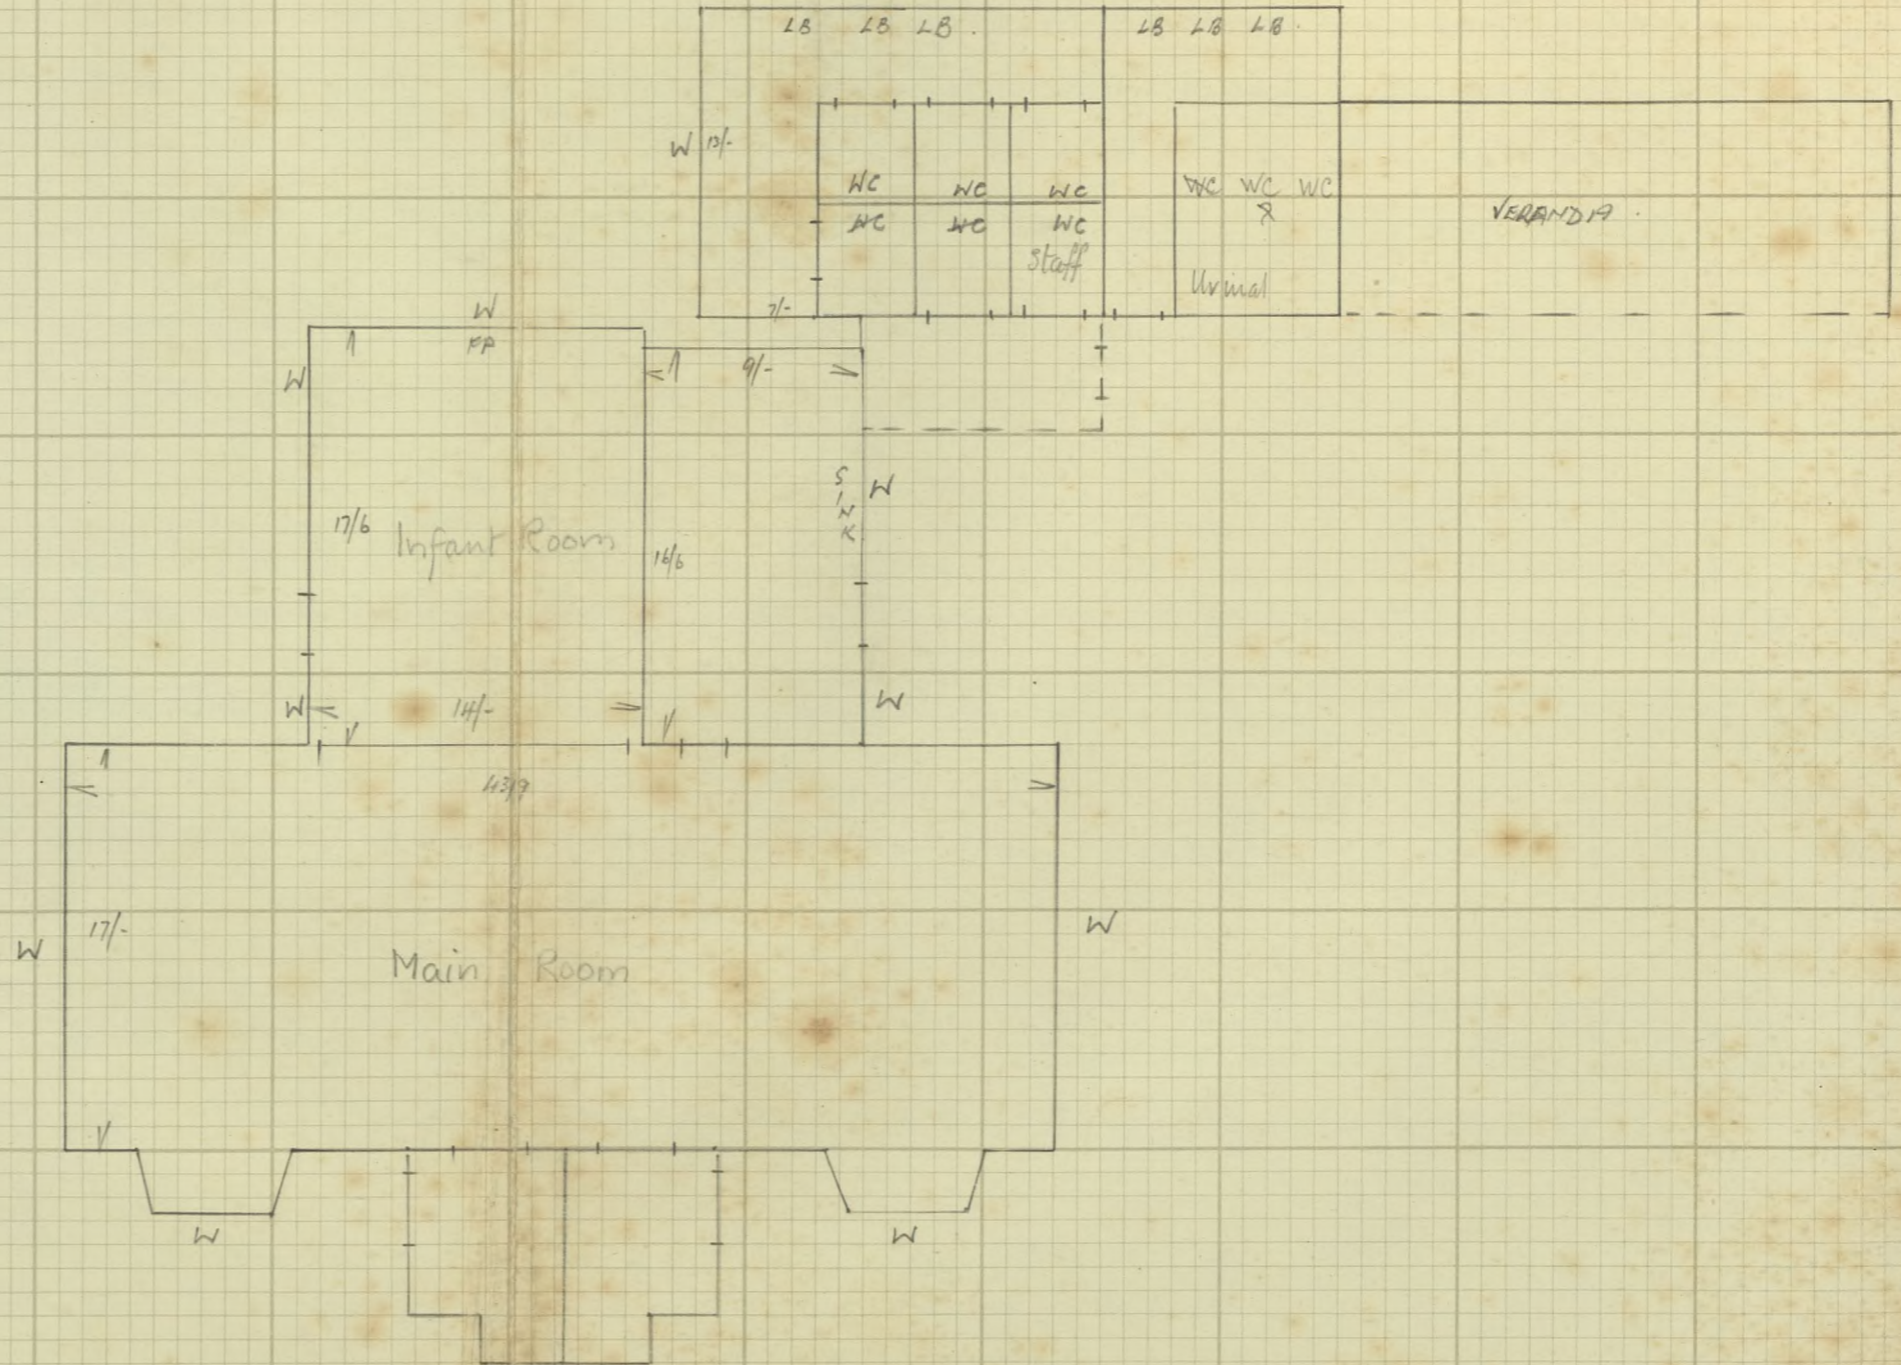 LB LB LB .
LB LB LB .
W 13/-
WC WC WC
WC WC WC
Staff
WC WC WC
Urinal
VERANDIA .
7/-
W
FP
W
9/-
17/6
Infant Room
16/6
SINK
W
W
14/-
W
43/9
17/-
W
Main Room
W
W
W